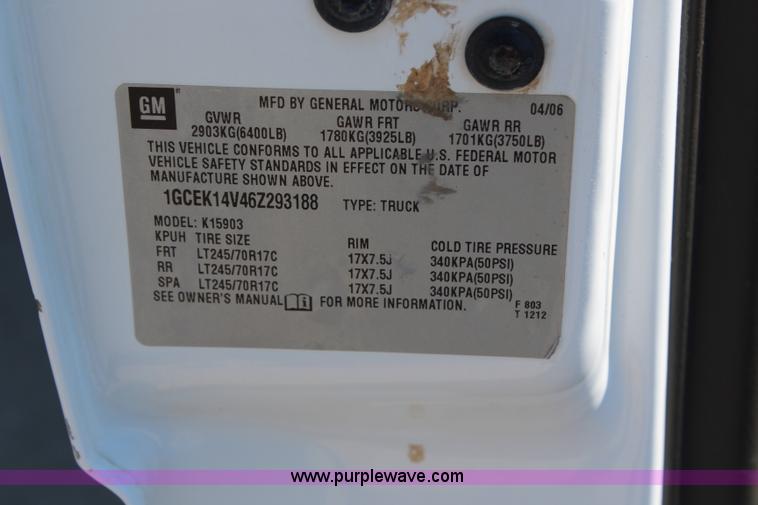 GM
MFD BY GENERAL MOTORS CORP. 04/06
GVWR GAWR FRT GAWR RR
2903KG(6400LB) 1780KG(3925LB) 1701KG(3750LB)
THIS VEHICLE CONFORMS TO ALL APPLICABLE U.S. FEDERAL MOTOR
VEHICLE SAFETY STANDARDS IN EFFECT ON THE DATE OF
MANUFACTURE SHOWN ABOVE.
1GCEK14V46Z293188 TYPE: TRUCK
MODEL: K15903
KPUH TIRE SIZE RIM COLD TIRE PRESSURE
FRT LT245/70R17C 17X7.5J 340KPA(50PSI)
RR LT245/70R17C 17X7.5J 340KPA(50PSI)
SPA LT245/70R17C 17X7.5J 340KPA(50PSI)
SEE OWNER'S MANUAL FOR MORE INFORMATION.
F 803
T 1212
www.purplewave.com